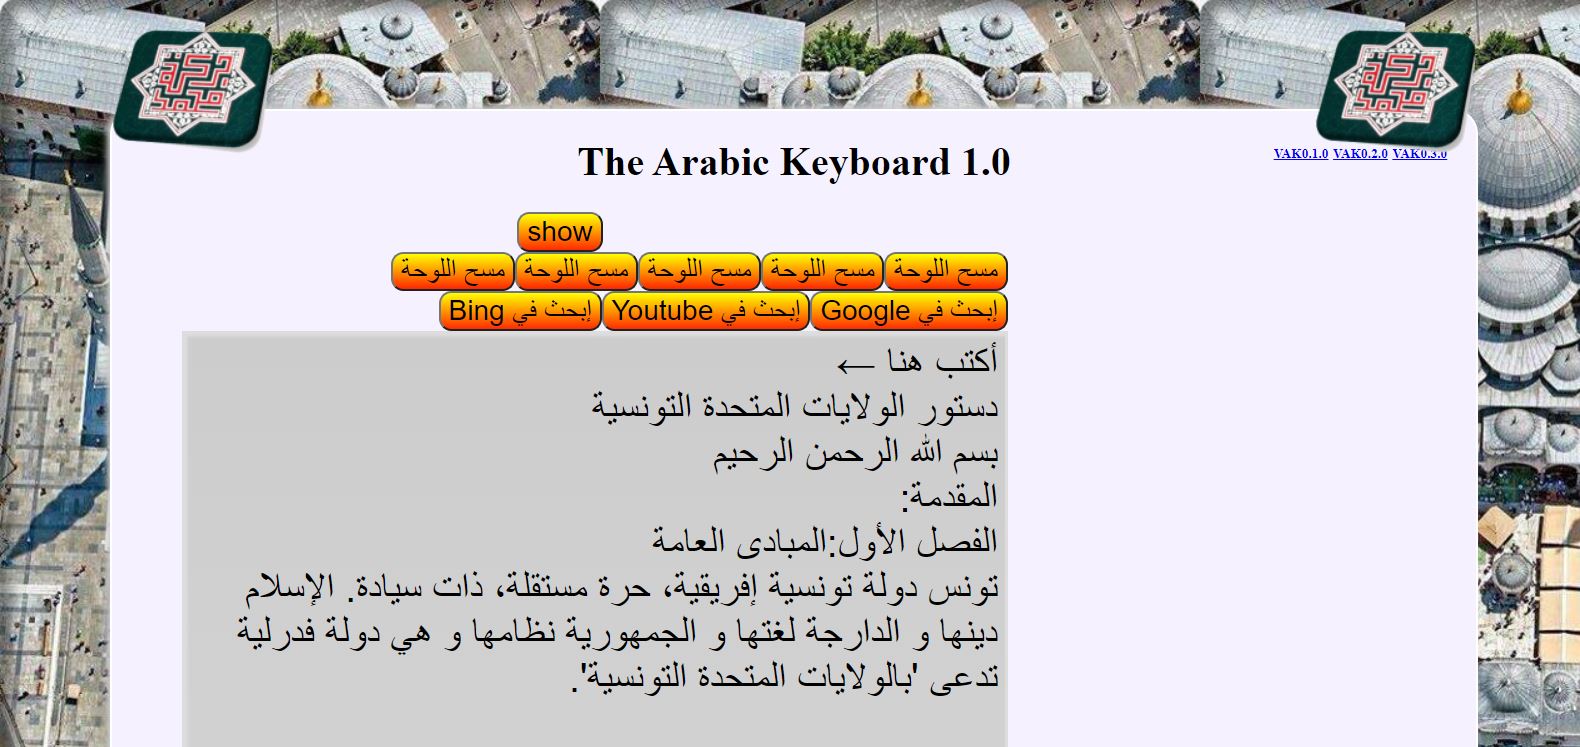 The Arabic Keyboard 1.0
VAK0.1.0 VAK0.2.0 VAK0.3.0
show
مسح اللوحة مسح اللوحة مسح اللوحة مسح اللوحة مسح اللوحة
إبحث في Google إبحث في Youtube إبحث في Bing
أكتب هنا ←
دستور الولايات المتحدة التونسية
بسم الله الرحمن الرحيم
المقدمة:
الفصل الأول:المبادى العامة
تونس دولة تونسية إفريقية، حرة مستقلة، ذات سيادة. الإسلام
دينها و الدارجة لغتها و الجمهورية نظامها و هي دولة فدرلية
تدعى 'بالولايات المتحدة التونسية'.